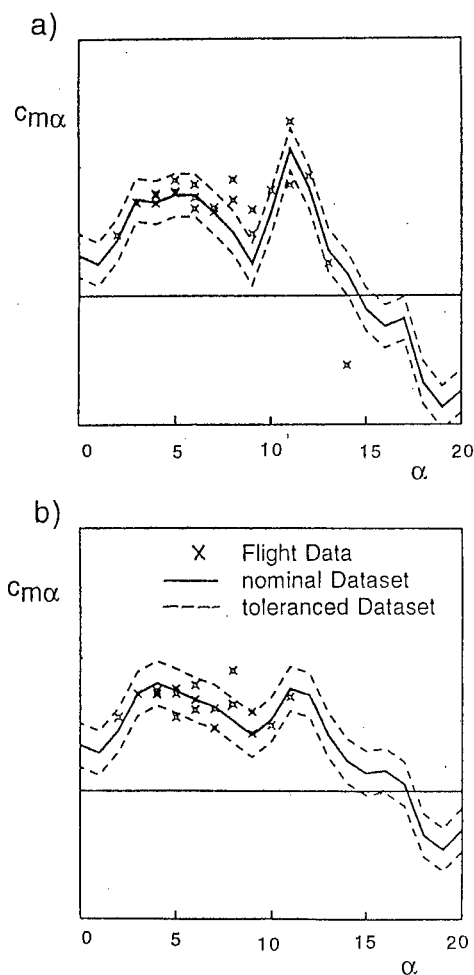 a)
cmα
0 5 10 15 20
α
b)
cmα
Flight Data
nominal Dataset
toleranced Dataset
0 5 10 15 20
α